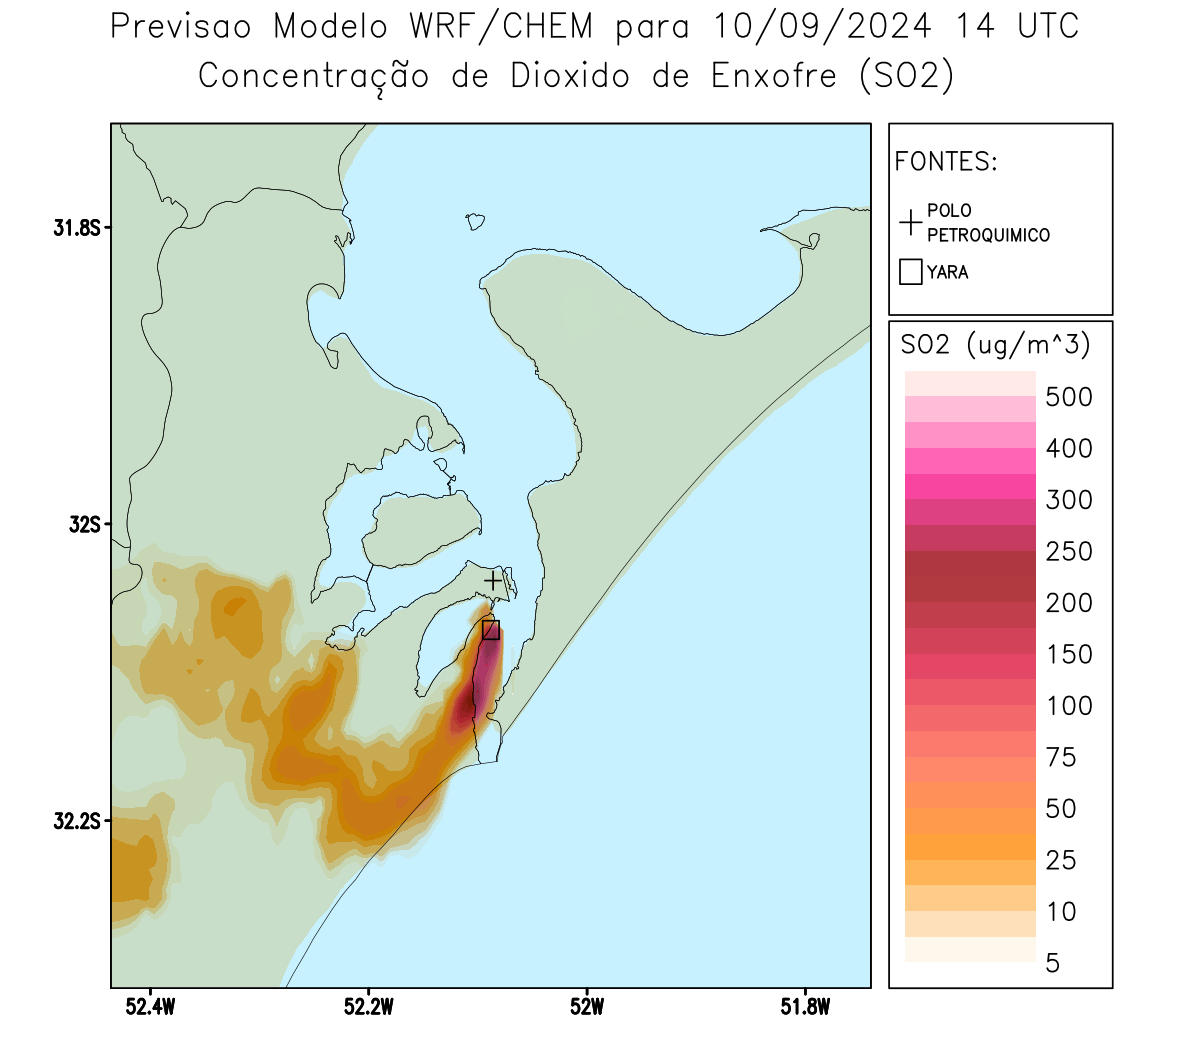 Previsao Modelo WRF/CHEM para 10/09/2024 14 UTC
Concentração de Dioxido de Enxofre (SO2)
FONTES:
POLO
PETROQUIMICO
YARA
SO2 (ug/m^3)
500
400
300
250
200
150
100
75
50
25
10
5
31.8S
32S
32.2S
52.4W
52.2W
52W
51.8W